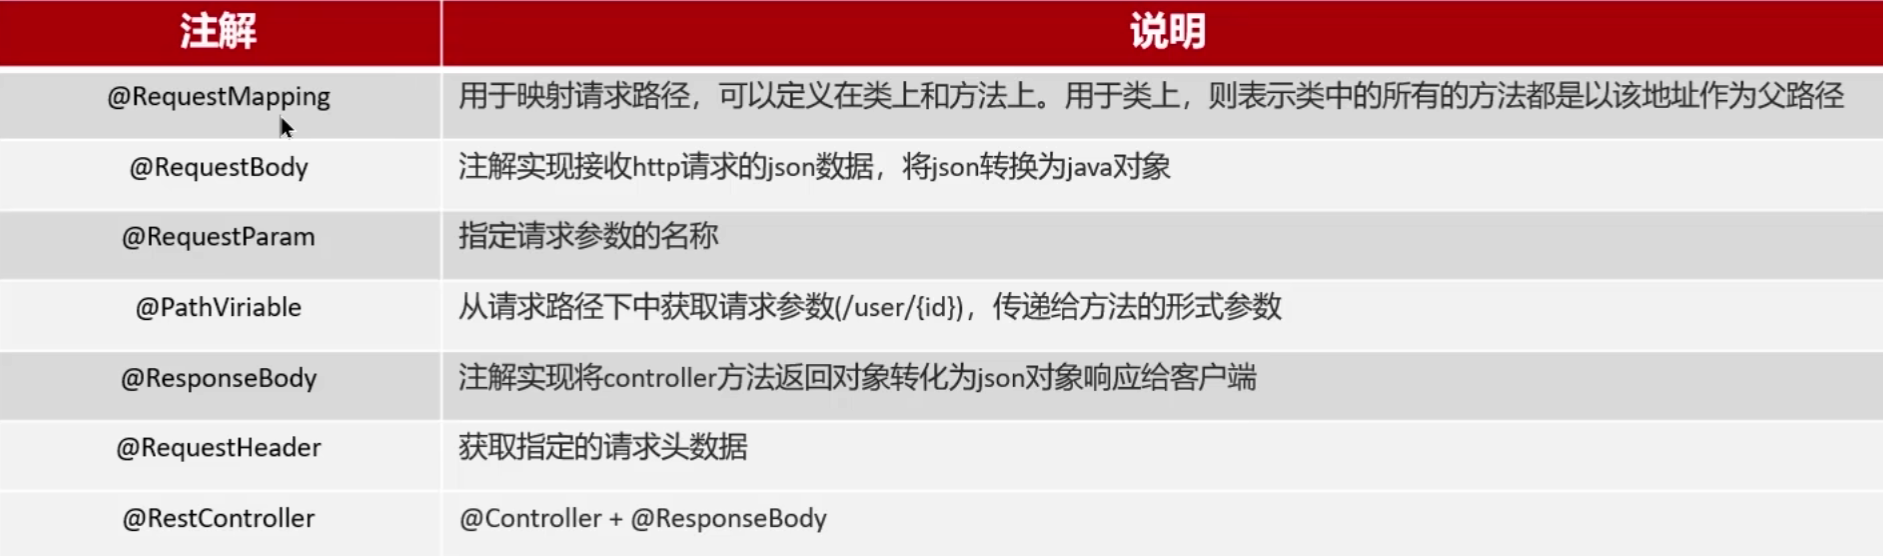 注解 说明
@RequestMapping 用于映射请求路径，可以定义在类上和方法上。用于类上，则表示类中的所有的方法都是以该地址作为父路径
@RequestBody 注解实现接收http请求的json数据，将json转换为java对象
@RequestParam 指定请求参数的名称
@PathViriable 从请求路径下中获取请求参数(/user/{id})，传递给方法的形式参数
@ResponseBody 注解实现将controller方法返回对象转化为json对象响应给客户端
@RequestHeader 获取指定的请求头数据
@RestController @Controller + @ResponseBody